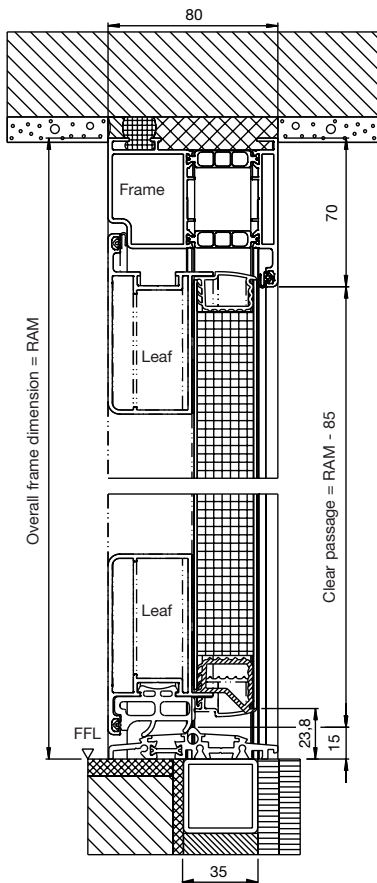 80
Frame
70
Leaf
Overall frame dimension = RAM
Clear passage = RAM - 85
Leaf
FFL
23,8
15
35